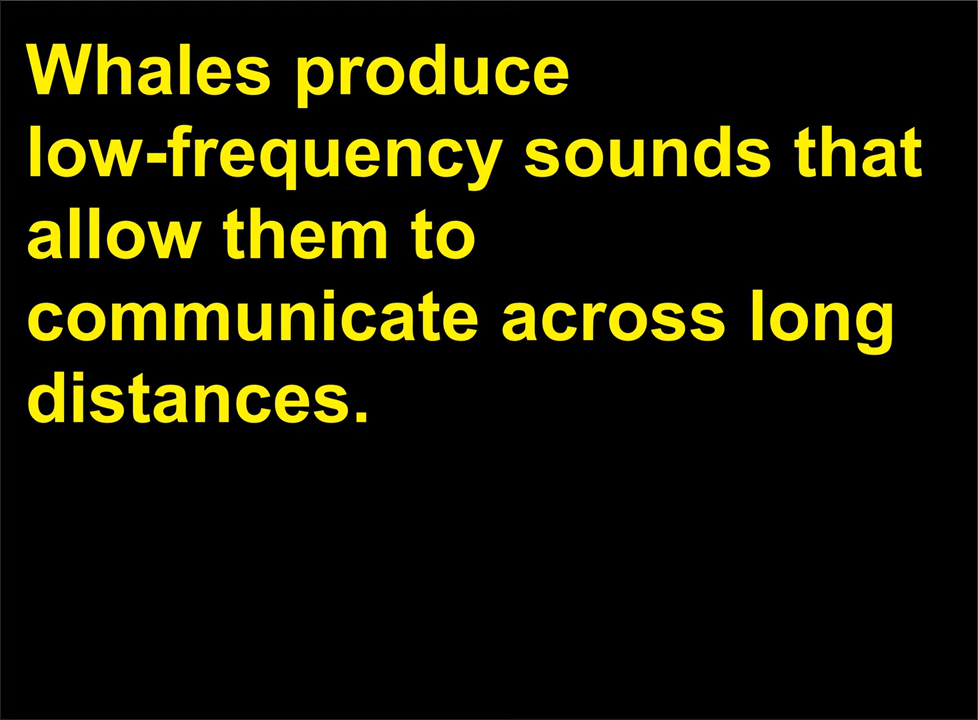 Whales produce
low-frequency sounds that
allow them to
communicate across long
distances.